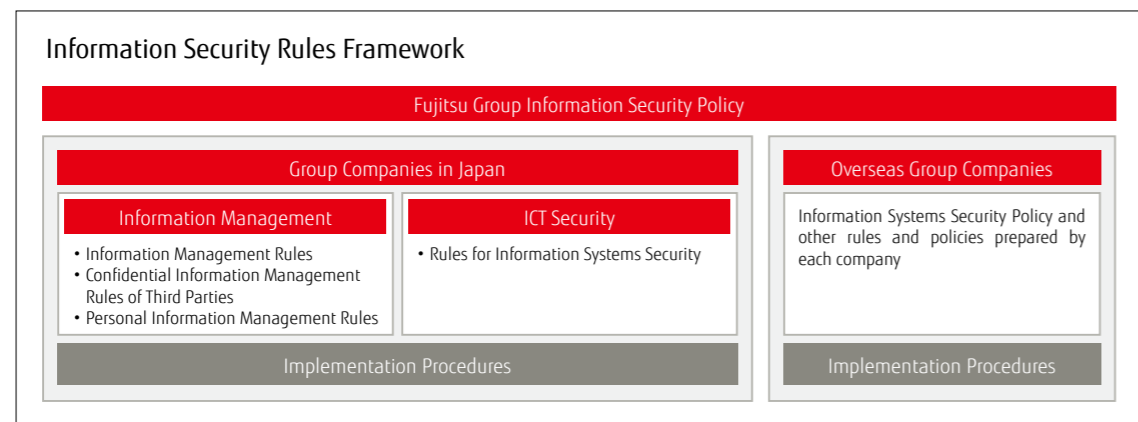 Information Security Rules Framework
Fujitsu Group Information Security Policy
Group Companies in Japan
Information Management
• Information Management Rules
• Confidential Information Management
Rules of Third Parties
• Personal Information Management Rules
ICT Security
• Rules for Information Systems Security
Implementation Procedures
Overseas Group Companies
Information Systems Security Policy and
other rules and policies prepared by
each company
Implementation Procedures